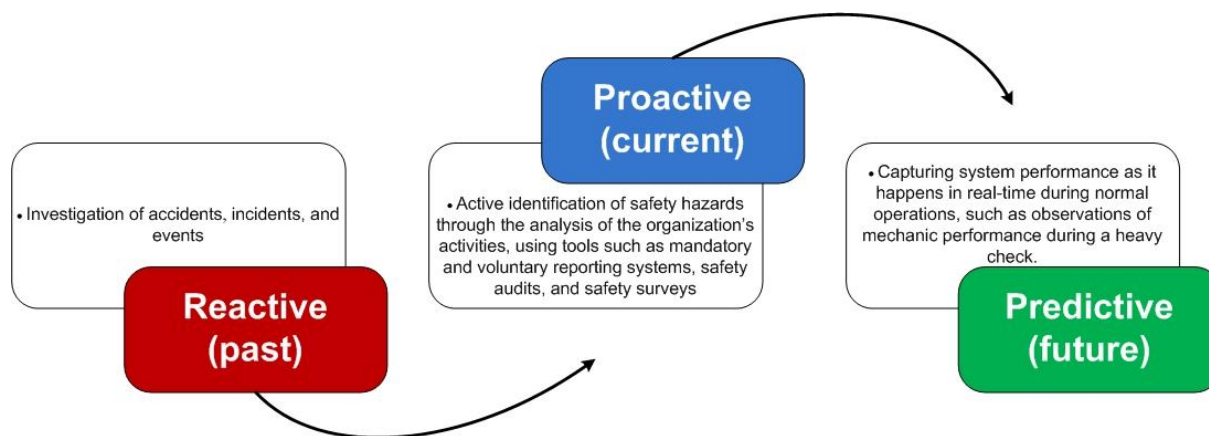 • Investigation of accidents, incidents, and
events
Reactive
(past)
Proactive
(current)
• Active identification of safety hazards
through the analysis of the organization’s
activities, using tools such as mandatory
and voluntary reporting systems, safety
audits, and safety surveys
• Capturing system performance as it
happens in real-time during normal
operations, such as observations of
mechanic performance during a heavy
check.
Predictive
(future)